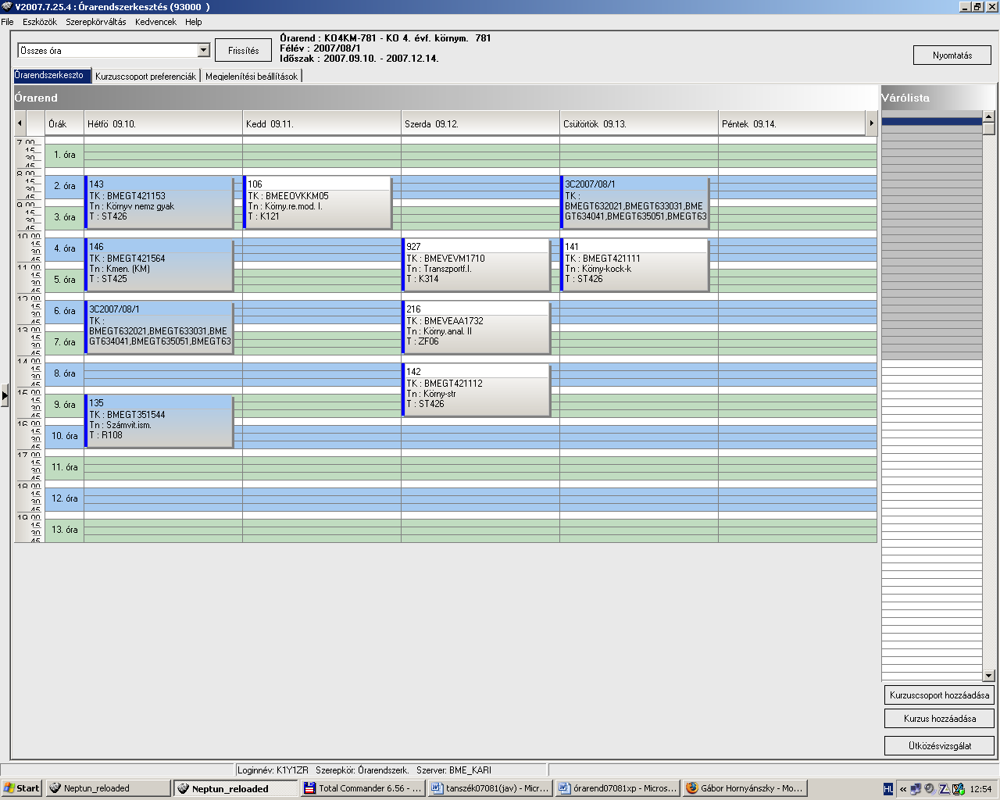 V2007.7.25.4 : Órarendszerkesztés (93000  )
File Eszközök Szerepkörváltás Kedvencek Help
Összes óra
Frissítés
Órarend : KO4KM-781 - KO 4. évf. környm.  781
Félév : 2007/08/1
Időszak : 2007.09.10. - 2007.12.14.
Nyomtatás
Órarendszerkeszto Kurzuscsoport preferenciák Megjelenítési beállítások
Órarend
Várólista
Órák Hétfő 09.10. Kedd 09.11. Szerda 09.12. Csütörtök 09.13. Péntek 09.14.
7 00
15
30
45
1. óra
8 00
15
30
45
2. óra
9 00
15
30
45
3. óra
10 00
15
30
45
4. óra
11 00
15
30
45
5. óra
12 00
15
30
45
6. óra
13 00
15
30
45
7. óra
14 00
15
30
45
8. óra
15 00
15
30
45
9. óra
16 00
15
30
45
10. óra
17 00
15
30
45
11. óra
18 00
15
30
45
12. óra
19 00
15
30
45
13. óra
143
TK : BMEGT421153
Tn : Környv nemz gyak
T : ST426
146
TK : BMEGT421564
Tn : Kmen. (KM)
T : ST425
3C2007/08/1
TK :
BMEGT632021,BMEGT633031,BME
GT634041,BMEGT635051,BMEGT63
135
TK : BMEGT351544
Tn : Számvit.ism.
T : R108
106
TK : BMEEOVKKM05
Tn : Körny.re.mod. I.
T : K121
927
TK : BMEVEVM1710
Tn : Transzportf.I.
T : K314
216
TK : BMEVEAA1732
Tn : Körny.anal. II
T : ZF06
142
TK : BMEGT421112
Tn : Körny-str
T : ST426
3C2007/08/1
TK :
BMEGT632021,BMEGT633031,BME
GT634041,BMEGT635051,BMEGT63
141
TK : BMEGT421111
Tn : Körny-kock-k
T : ST426
Kurzuscsoport hozzáadása
Kurzus hozzáadása
Ütközésvizsgálat
Loginnév: K1Y1ZR Szerepkör: Órarendszerk. Szerver: BME_KARI
Start Neptun_reloaded Neptun_reloaded Total Commander 6.56 - ... tanszék07081(jav) - Micr... órarend07081xp - Micros... Gábor Hornyánszky - Mo... HU « 12:54